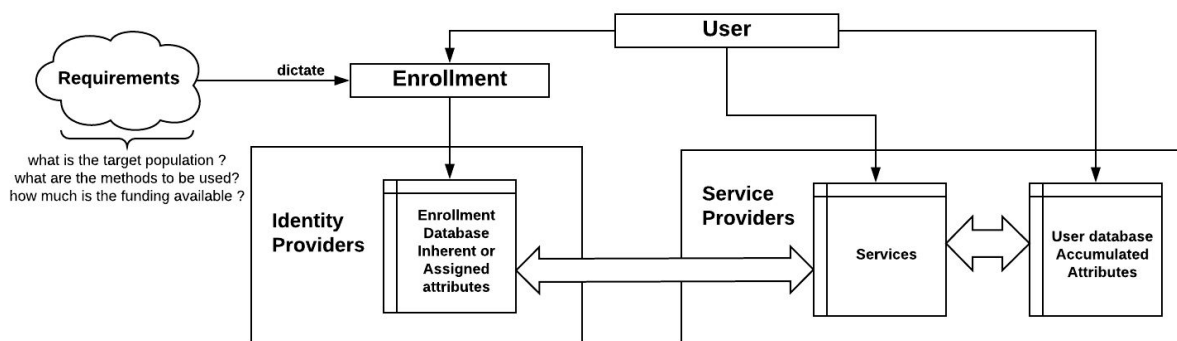 User
Requirements
dictate
Enrollment
what is the target population ?
what are the methods to be used?
how much is the funding available ?
Identity
Providers
Enrollment
Database
Inherent or
Assigned
attributes
Service
Providers
Services
User database
Accumulated
Attributes